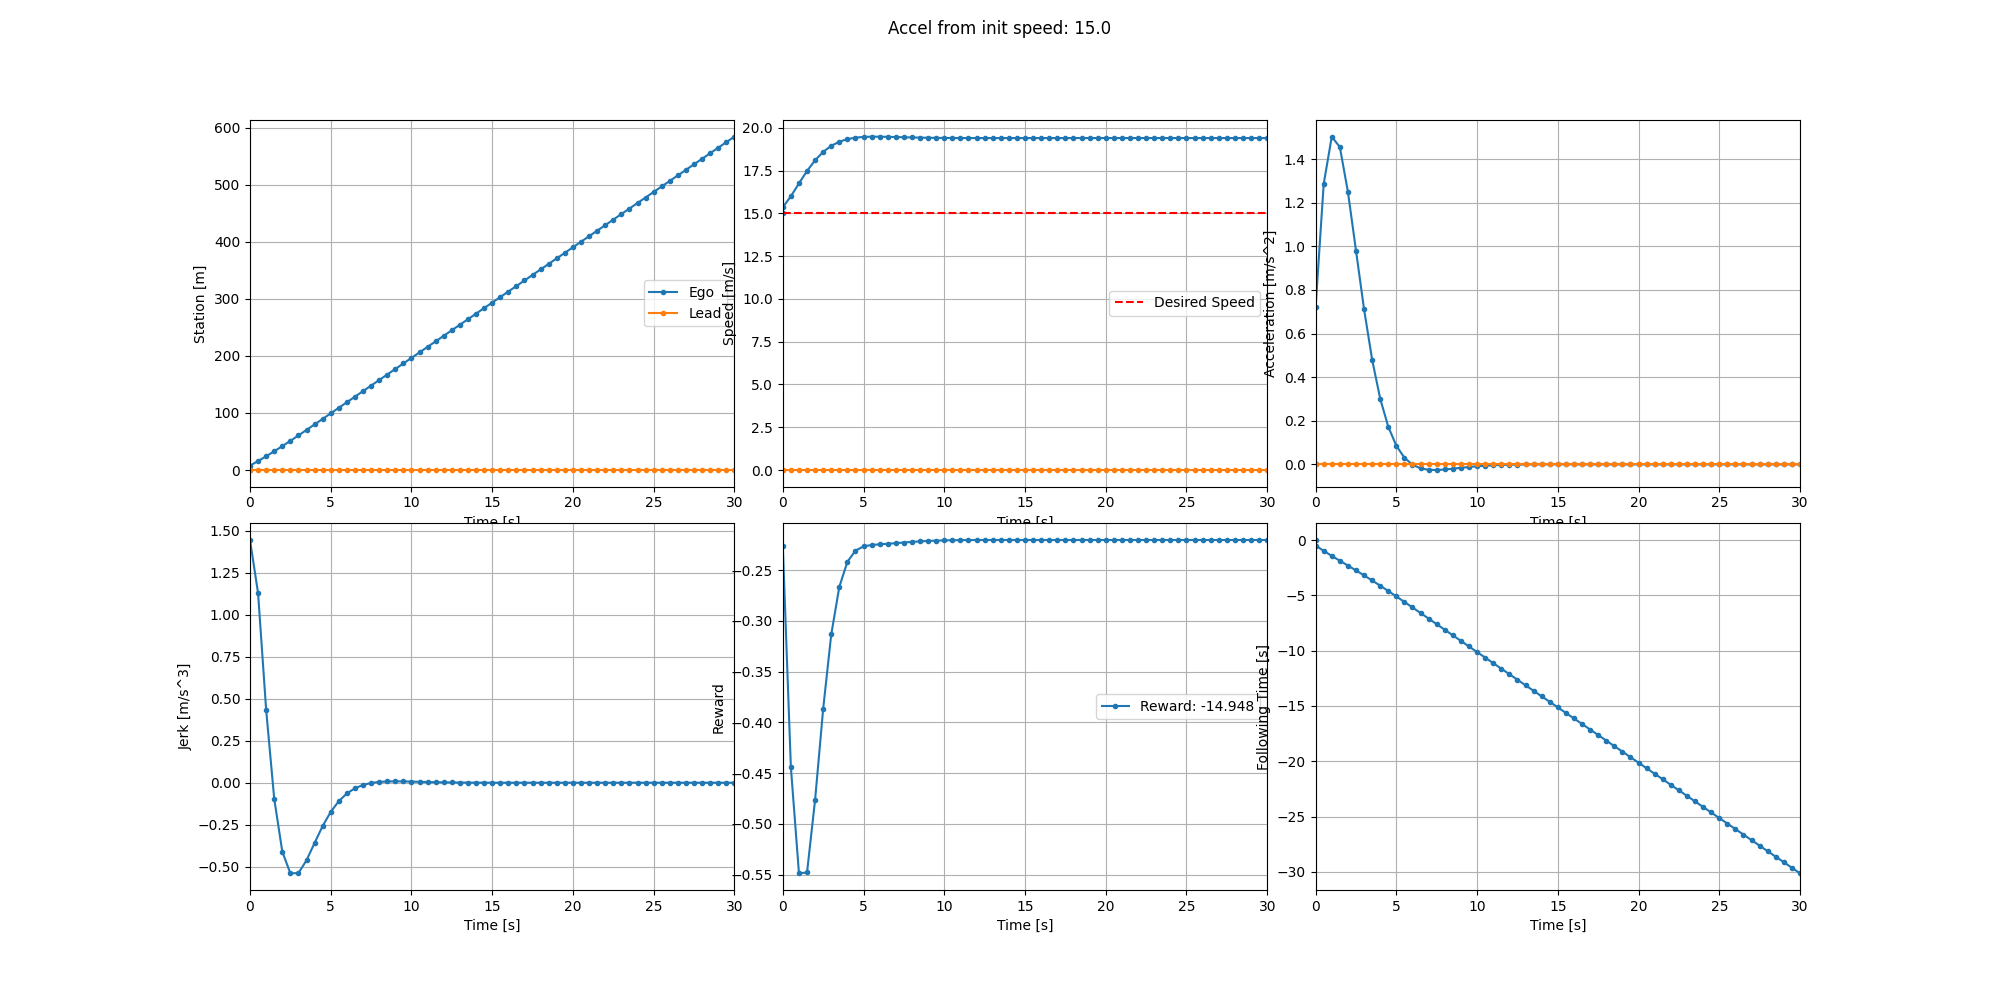 Accel from init speed: 15.0
600
500
400
300
200
100
0
Station [m]
Ego
Lead
0 5 10 15 20 25 30
Time [s]
20.0
17.5
15.0
12.5
10.0
7.5
5.0
2.5
0.0
Speed [m/s]
Desired Speed
0 5 10 15 20 25 30
Time [s]
1.4
1.2
1.0
0.8
0.6
0.4
0.2
0.0
Acceleration [m/s^2]
0 5 10 15 20 25 30
Time [s]
1.50
1.25
1.00
0.75
0.50
0.25
0.00
−0.25
−0.50
Jerk [m/s^3]
0 5 10 15 20 25 30
Time [s]
−0.25
−0.30
−0.35
−0.40
−0.45
−0.50
−0.55
Reward
Reward: -14.948
0 5 10 15 20 25 30
Time [s]
0
−5
−10
−15
−20
−25
−30
Following Time [s]
0 5 10 15 20 25 30
Time [s]